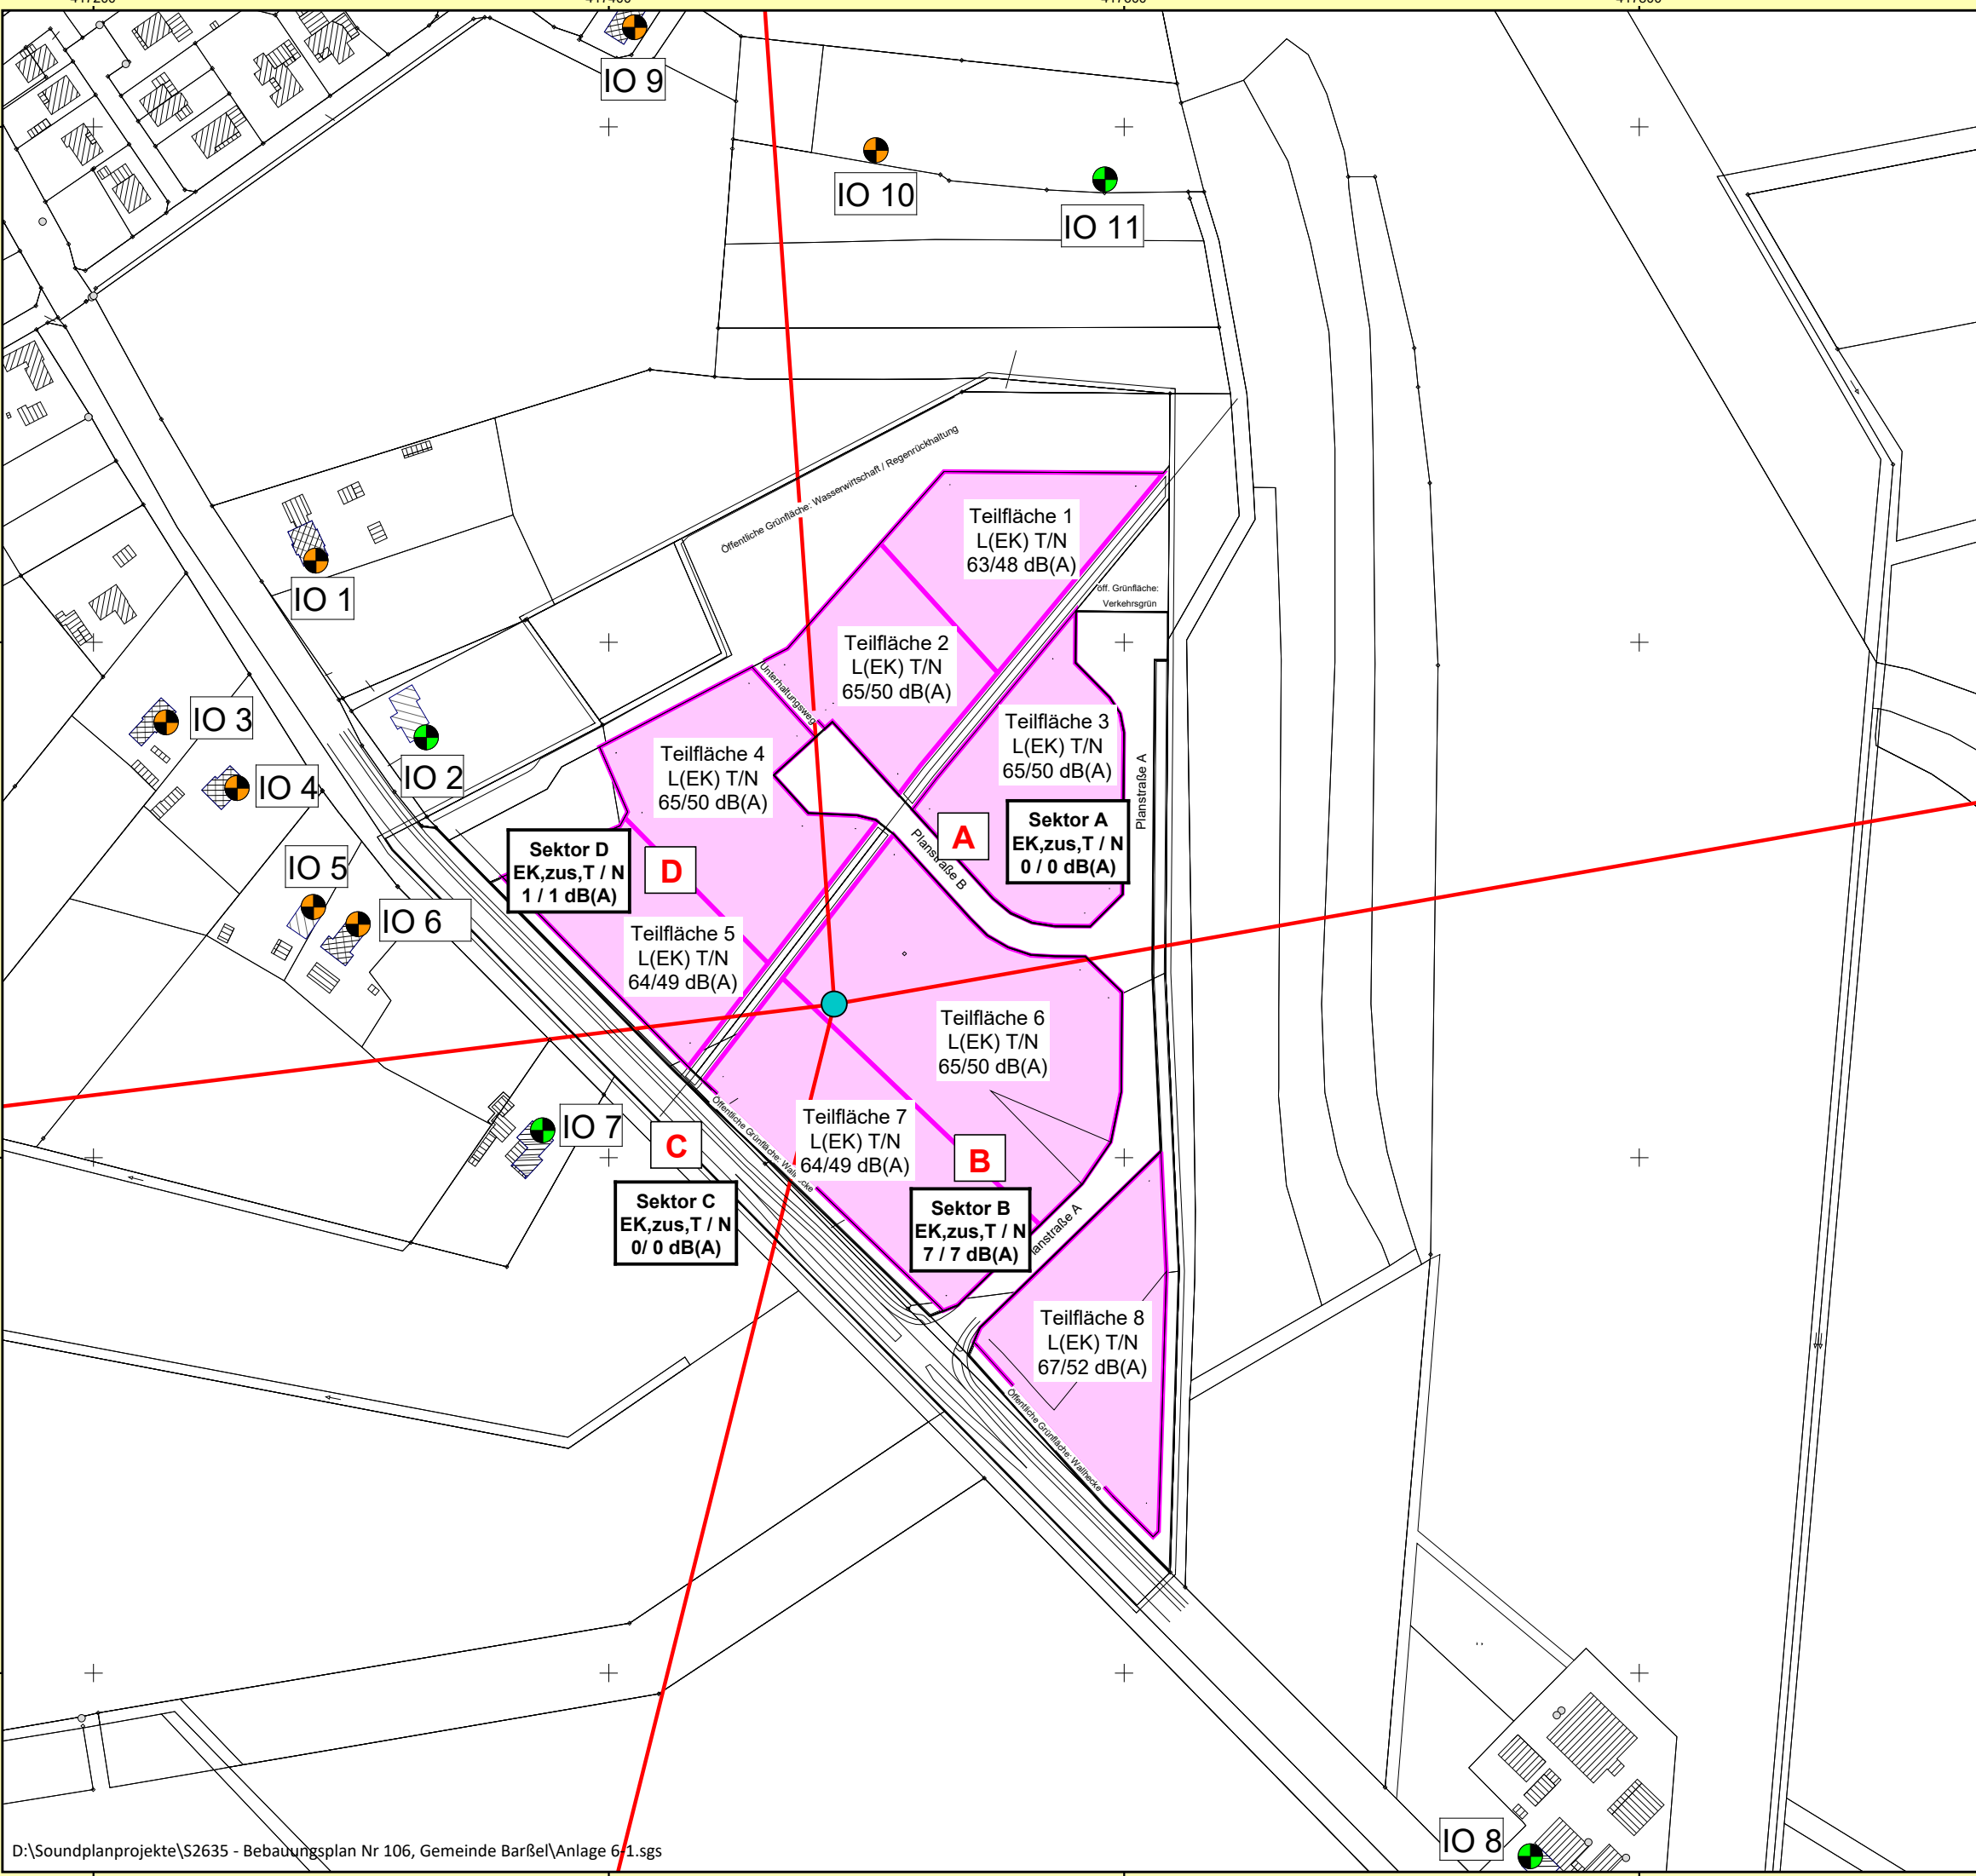 IO 9
IO 10
IO 11
Öffentliche Grünfläche: Wasserwirtschaft / Regenrückhaltung
Teilfläche 1
L(EK) T/N
63/48 dB(A)
IO 1
öff. Grünfläche:
Verkehrsgrün
Teilfläche 2
L(EK) T/N
65/50 dB(A)
Unterhaltungsweg
IO 3
Teilfläche 3
L(EK) T/N
65/50 dB(A)
IO 2
Teilfläche 4
L(EK) T/N
65/50 dB(A)
IO 4
Planstraße A
Sektor A
EK,zus,T / N
0 / 0 dB(A)
A
Planstraße B
Sektor D
EK,zus,T / N
1 / 1 dB(A)
D
IO 5
IO 6
Teilfläche 5
L(EK) T/N
64/49 dB(A)
Teilfläche 6
L(EK) T/N
65/50 dB(A)
IO 7
C
Öffentliche Grünfläche:
Teilfläche 7
L(EK) T/N
64/49 dB(A)
B
Sektor C
EK,zus,T / N
0/ 0 dB(A)
Sektor B
EK,zus,T / N
7 / 7 dB(A)
lanstraße A
Teilfläche 8
L(EK) T/N
67/52 dB(A)
Öffentliche Grünfläche: Wallhecke
IO 8
D:\Soundplanprojekte\S2635 - Bebauungsplan Nr 106, Gemeinde Barßel\Anlage 6-1.sgs